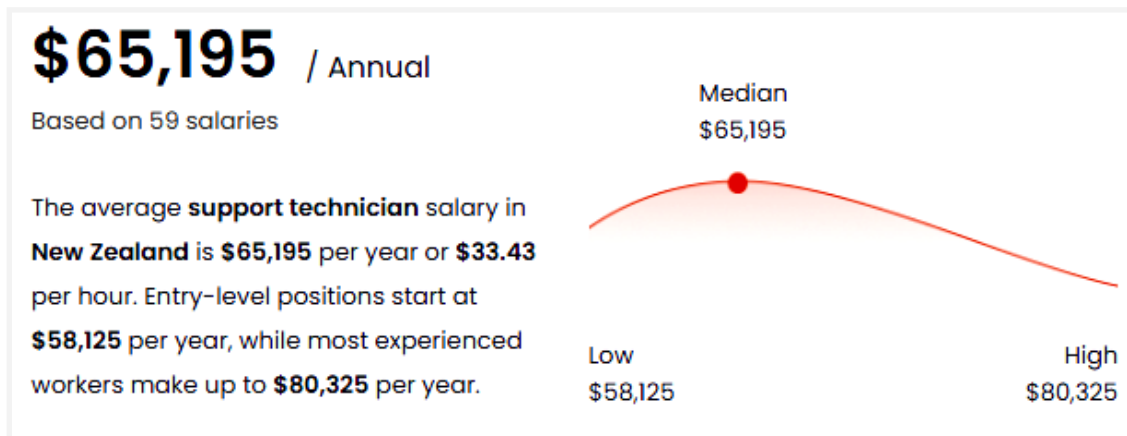 $65,195 / Annual
Based on 59 salaries
The average support technician salary in
New Zealand is $65,195 per year or $33.43
per hour. Entry-level positions start at
$58,125 per year, while most experienced
workers make up to $80,325 per year.
Median
$65,195
Low
$58,125
High
$80,325